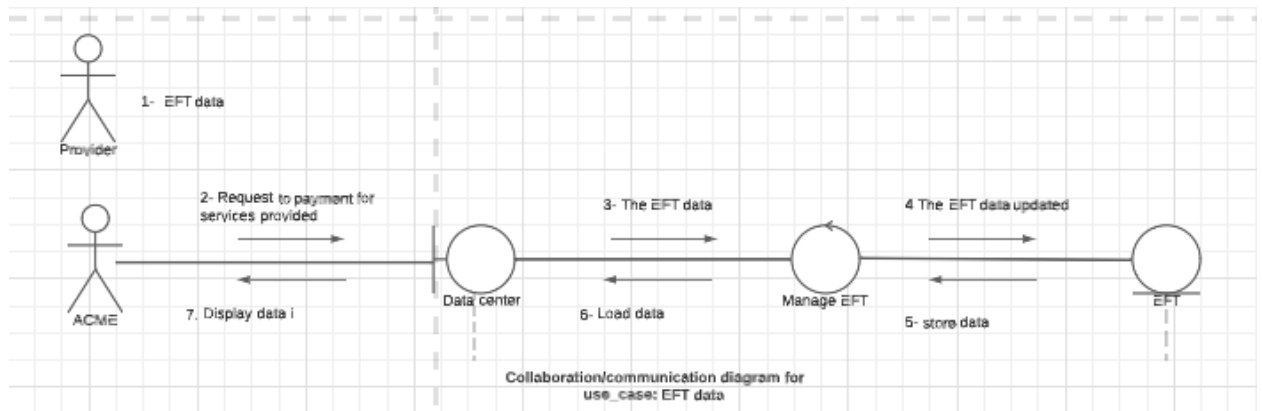 1- EFT data
Provider
2- Request to payment for
services provided
3- The EFT data
4 The EFT data updated
Data center
Manage EFT
EFT
ACME
7. Display data i
6- Load data
5- store data
Collaboration/communication diagram for
use_case: EFT data